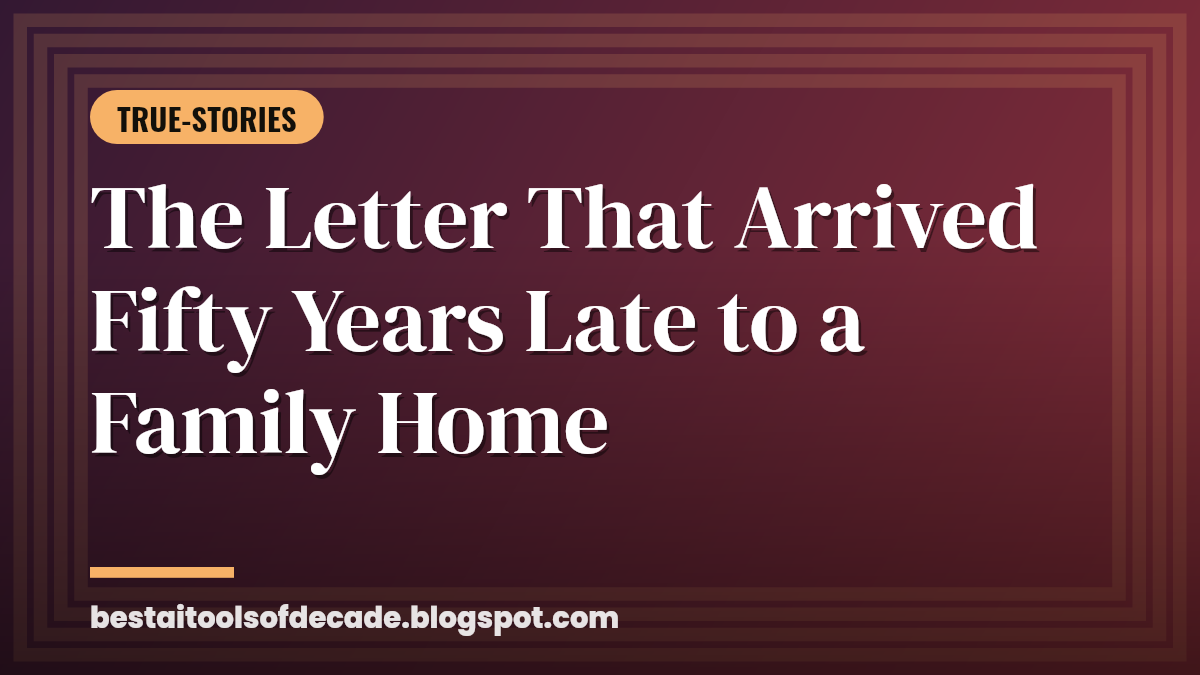 TRUE-STORIES
The Letter That Arrived
Fifty Years Late to a
Family Home
bestaitoolsofdecade.blogspot.com